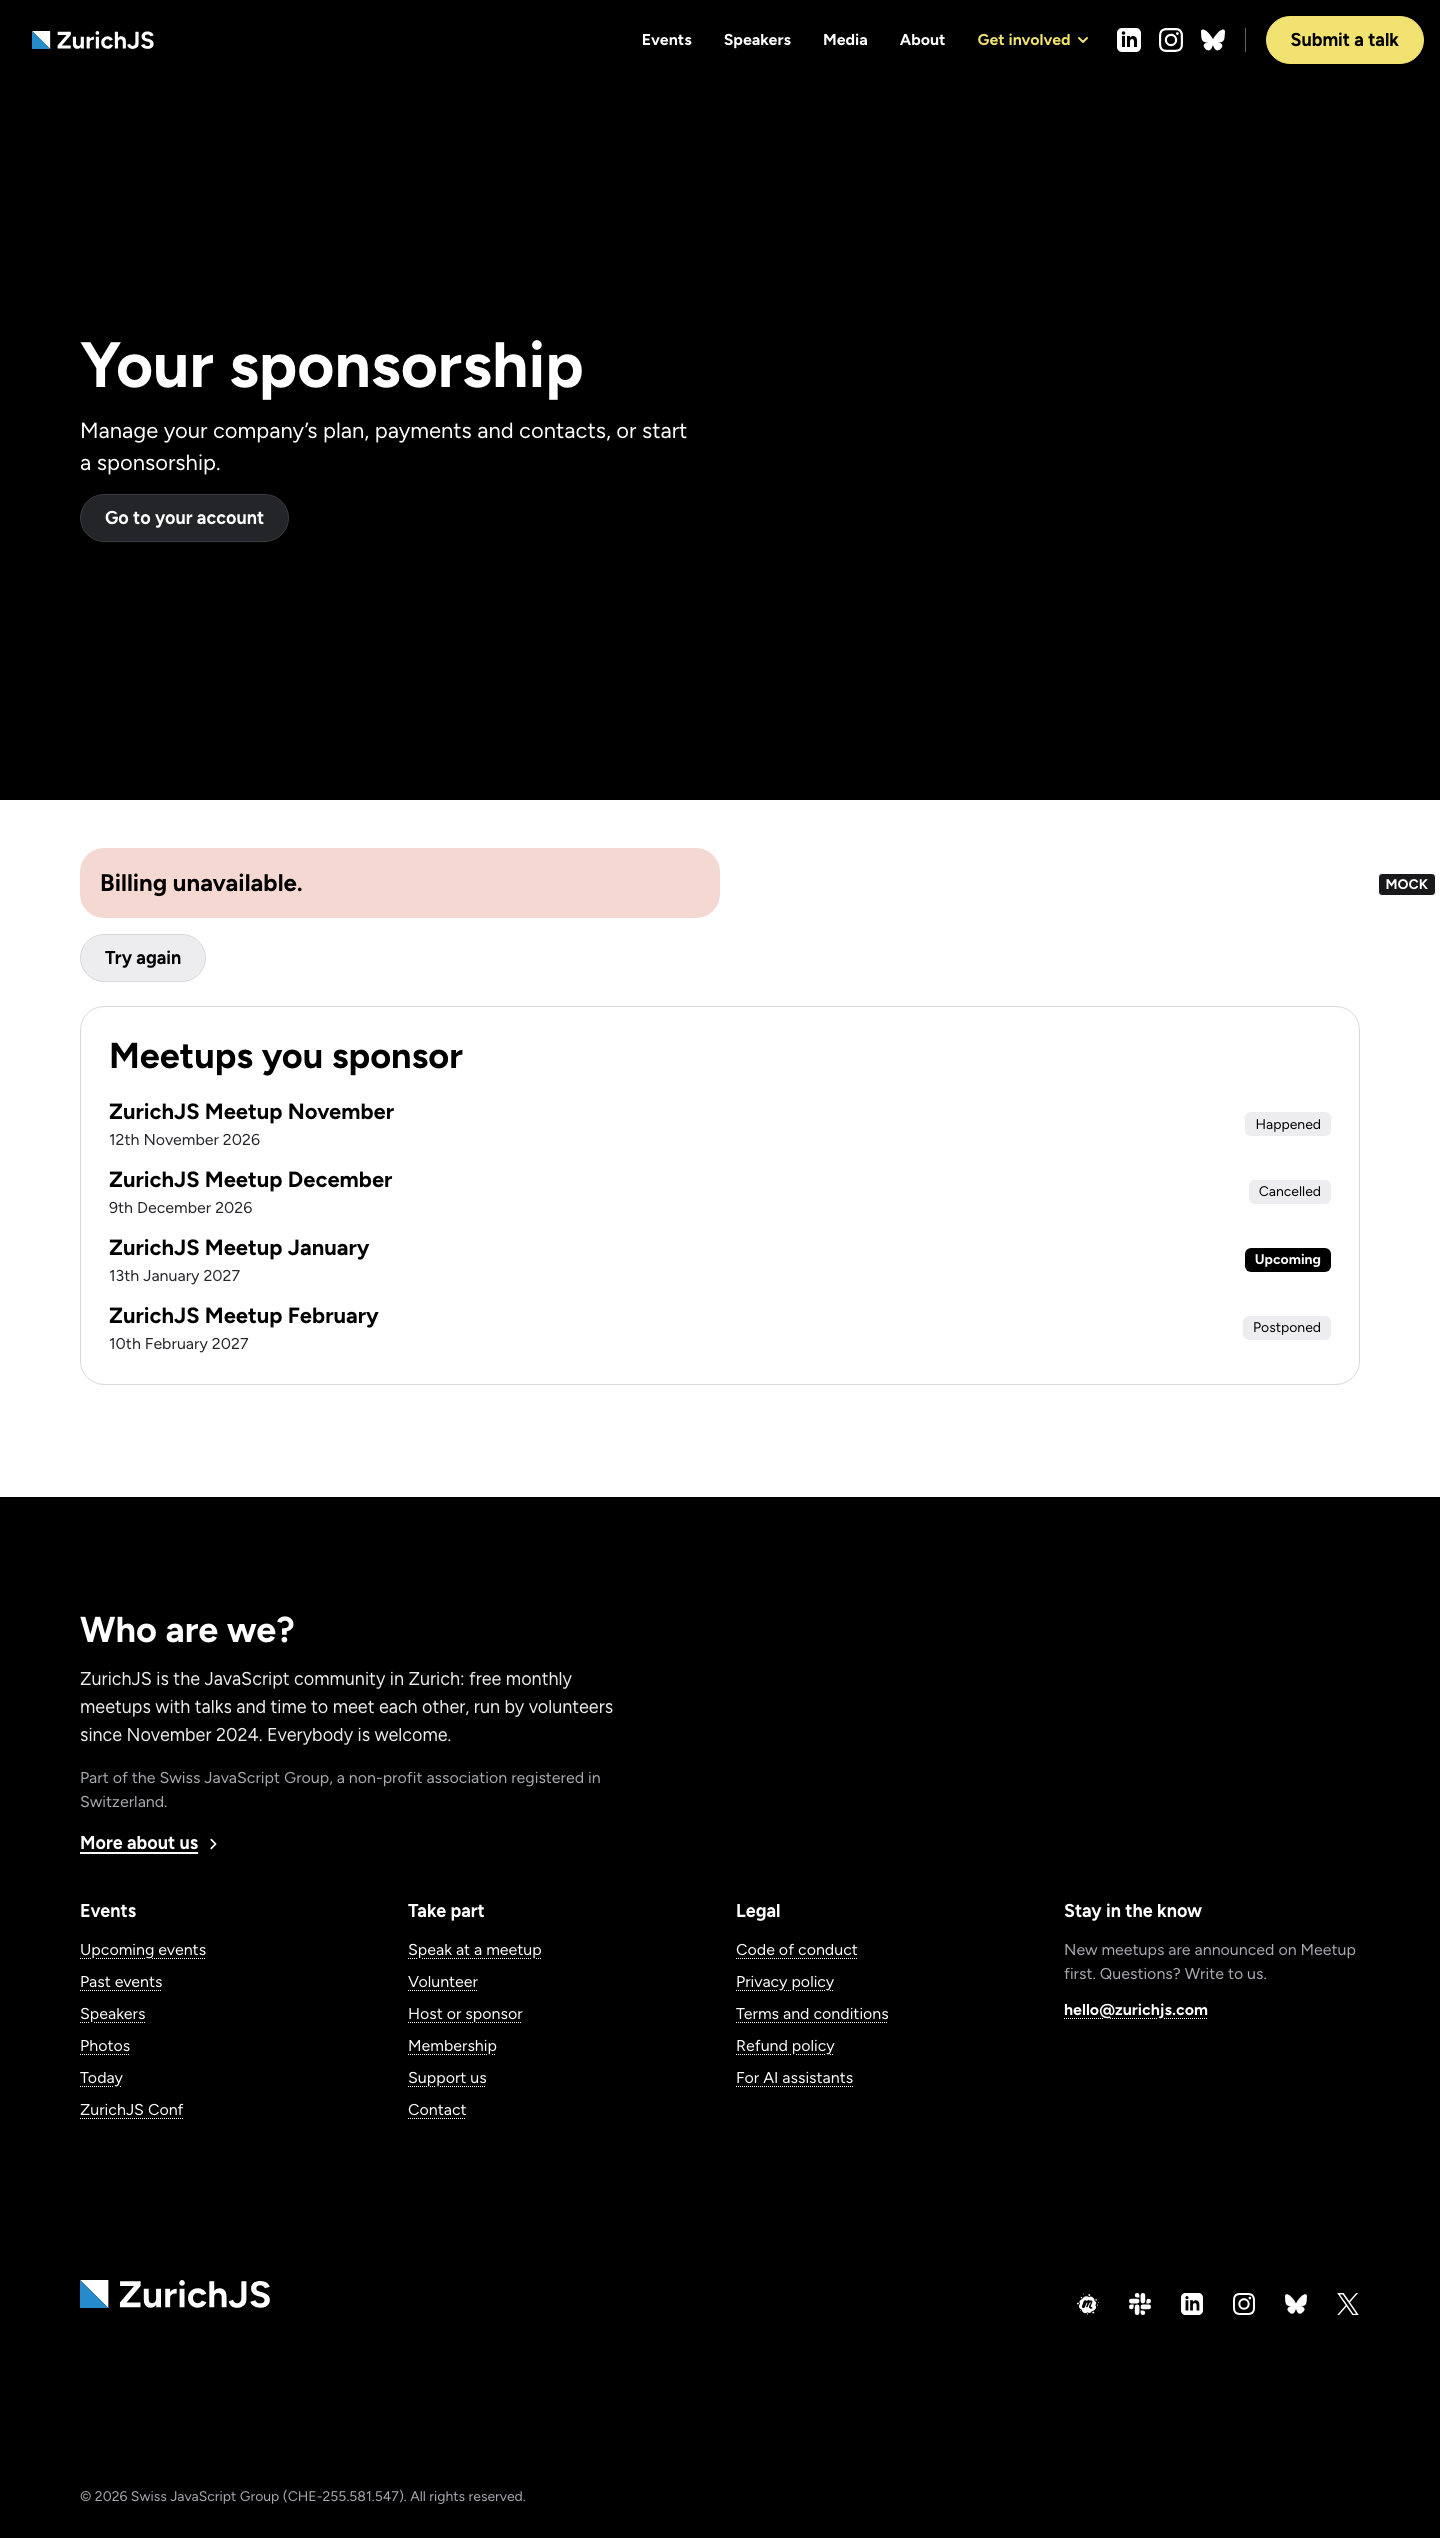 ZurichJS
Events
Speakers
Media
About
Get involved
Submit a talk
Your sponsorship
Manage your company’s plan, payments and contacts, or start
a sponsorship.
Go to your account
Billing unavailable.
MOCK
Try again
Meetups you sponsor
ZurichJS Meetup November
12th November 2026
Happened
ZurichJS Meetup December
9th December 2026
Cancelled
ZurichJS Meetup January
13th January 2027
Upcoming
ZurichJS Meetup February
10th February 2027
Postponed
Who are we?
ZurichJS is the JavaScript community in Zurich: free monthly
meetups with talks and time to meet each other, run by volunteers
since November 2024. Everybody is welcome.
Part of the Swiss JavaScript Group, a non-profit association registered in
Switzerland.
More about us
Events
Upcoming events
Past events
Speakers
Photos
Today
ZurichJS Conf
Take part
Speak at a meetup
Volunteer
Host or sponsor
Membership
Support us
Contact
Legal
Code of conduct
Privacy policy
Terms and conditions
Refund policy
For AI assistants
Stay in the know
New meetups are announced on Meetup
first. Questions? Write to us.
hello@zurichjs.com
ZurichJS
© 2026 Swiss JavaScript Group (CHE-255.581.547). All rights reserved.